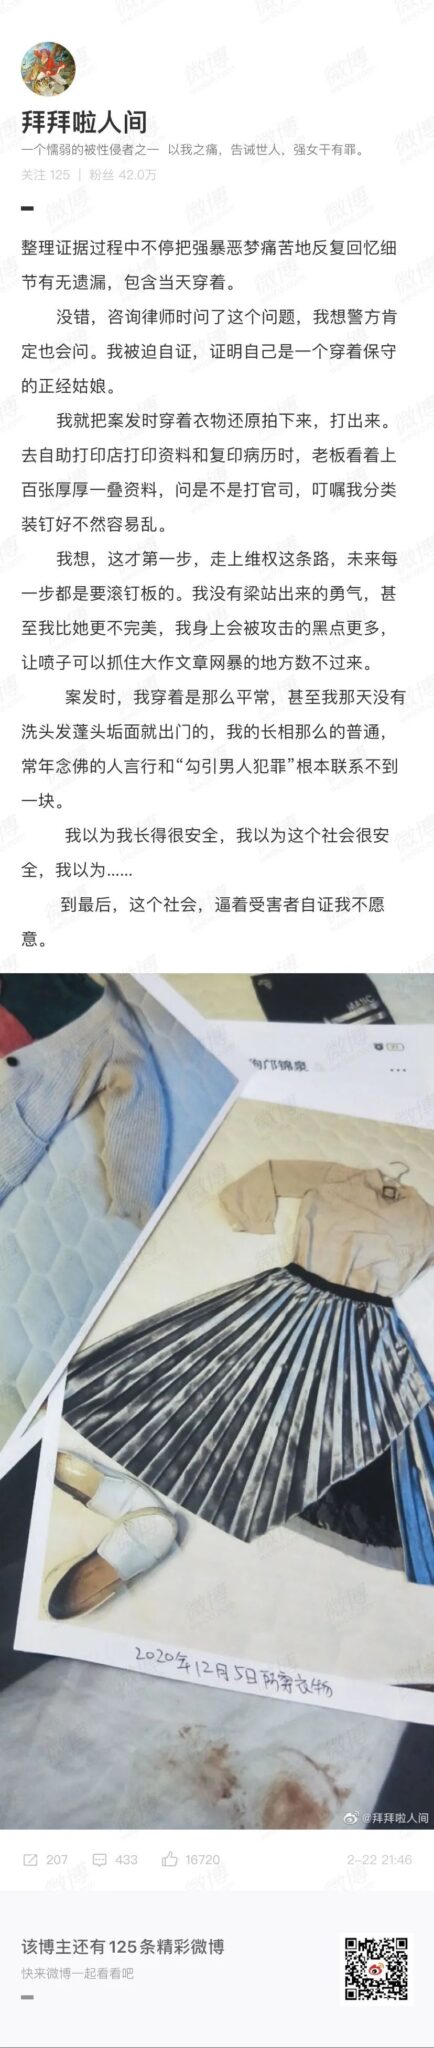 拜拜啦人间
一个懦弱的被性侵者之一 以我之痛，告诫世人，强女干有罪。
关注 125 | 粉丝 42.0万
整理证据过程中不停把强暴恶梦痛苦地反复回忆细
节有无遗漏，包含当天穿着。
没错，咨询律师时问了这个问题，我想警方肯
定也会问。我被迫自证，证明自己是一个穿着保守
的正经姑娘。
我就把案发时穿着衣物还原拍下来，打出来。
去自助打印店打印资料和复印病历时，老板看着上
百张厚厚一叠资料，问是不是打官司，叮嘱我分类
装钉好不然容易乱。
我想，这才第一步，走上维权这条路，未来每
一步都是要滚钉板的。我没有梁站出来的勇气，甚
至我比她更不完美，我身上会被攻击的黑点更多，
让喷子可以抓住大作文章网暴的地方数不过来。
案发时，我穿着是那么平常，甚至我那天没有
洗头发蓬头垢面就出门的，我的长相那么的普通，
常年念佛的人言行和“勾引男人犯罪”根本联系不到
一块。
我以为我长得很安全，我以为这个社会很安
全，我以为......
到最后，这个社会，逼着受害者自证我不愿
意。
2020年12月5日所穿衣物
@拜拜啦人间
207 433 16720 2-22 21:46
该博主还有125条精彩微博
快来微博一起看看吧